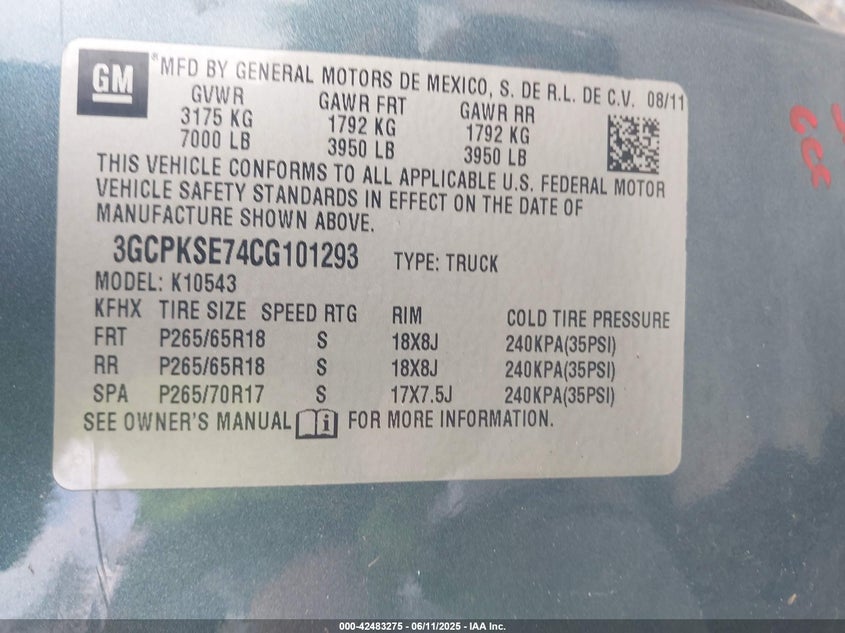 GM
®MFD BY GENERAL MOTORS DE MEXICO, S. DE R.L. DE C.V. 08/11
GVWR GAWR FRT GAWR RR
3175 KG 1792 KG 1792 KG
7000 LB 3950 LB 3950 LB
THIS VEHICLE CONFORMS TO ALL APPLICABLE U.S. FEDERAL MOTOR
VEHICLE SAFETY STANDARDS IN EFFECT ON THE DATE OF
MANUFACTURE SHOWN ABOVE.
3GCPKSE74CG101293 TYPE: TRUCK
MODEL: K10543
KFHX TIRE SIZE SPEED RTG RIM COLD TIRE PRESSURE
FRT P265/65R18 S 18X8J 240KPA(35PSI)
RR P265/65R18 S 18X8J 240KPA(35PSI)
SPA P265/70R17 S 17X7.5J 240KPA(35PSI)
SEE OWNER'S MANUAL i FOR MORE INFORMATION.
000-42483275 - 06/11/2025 - IAA Inc.